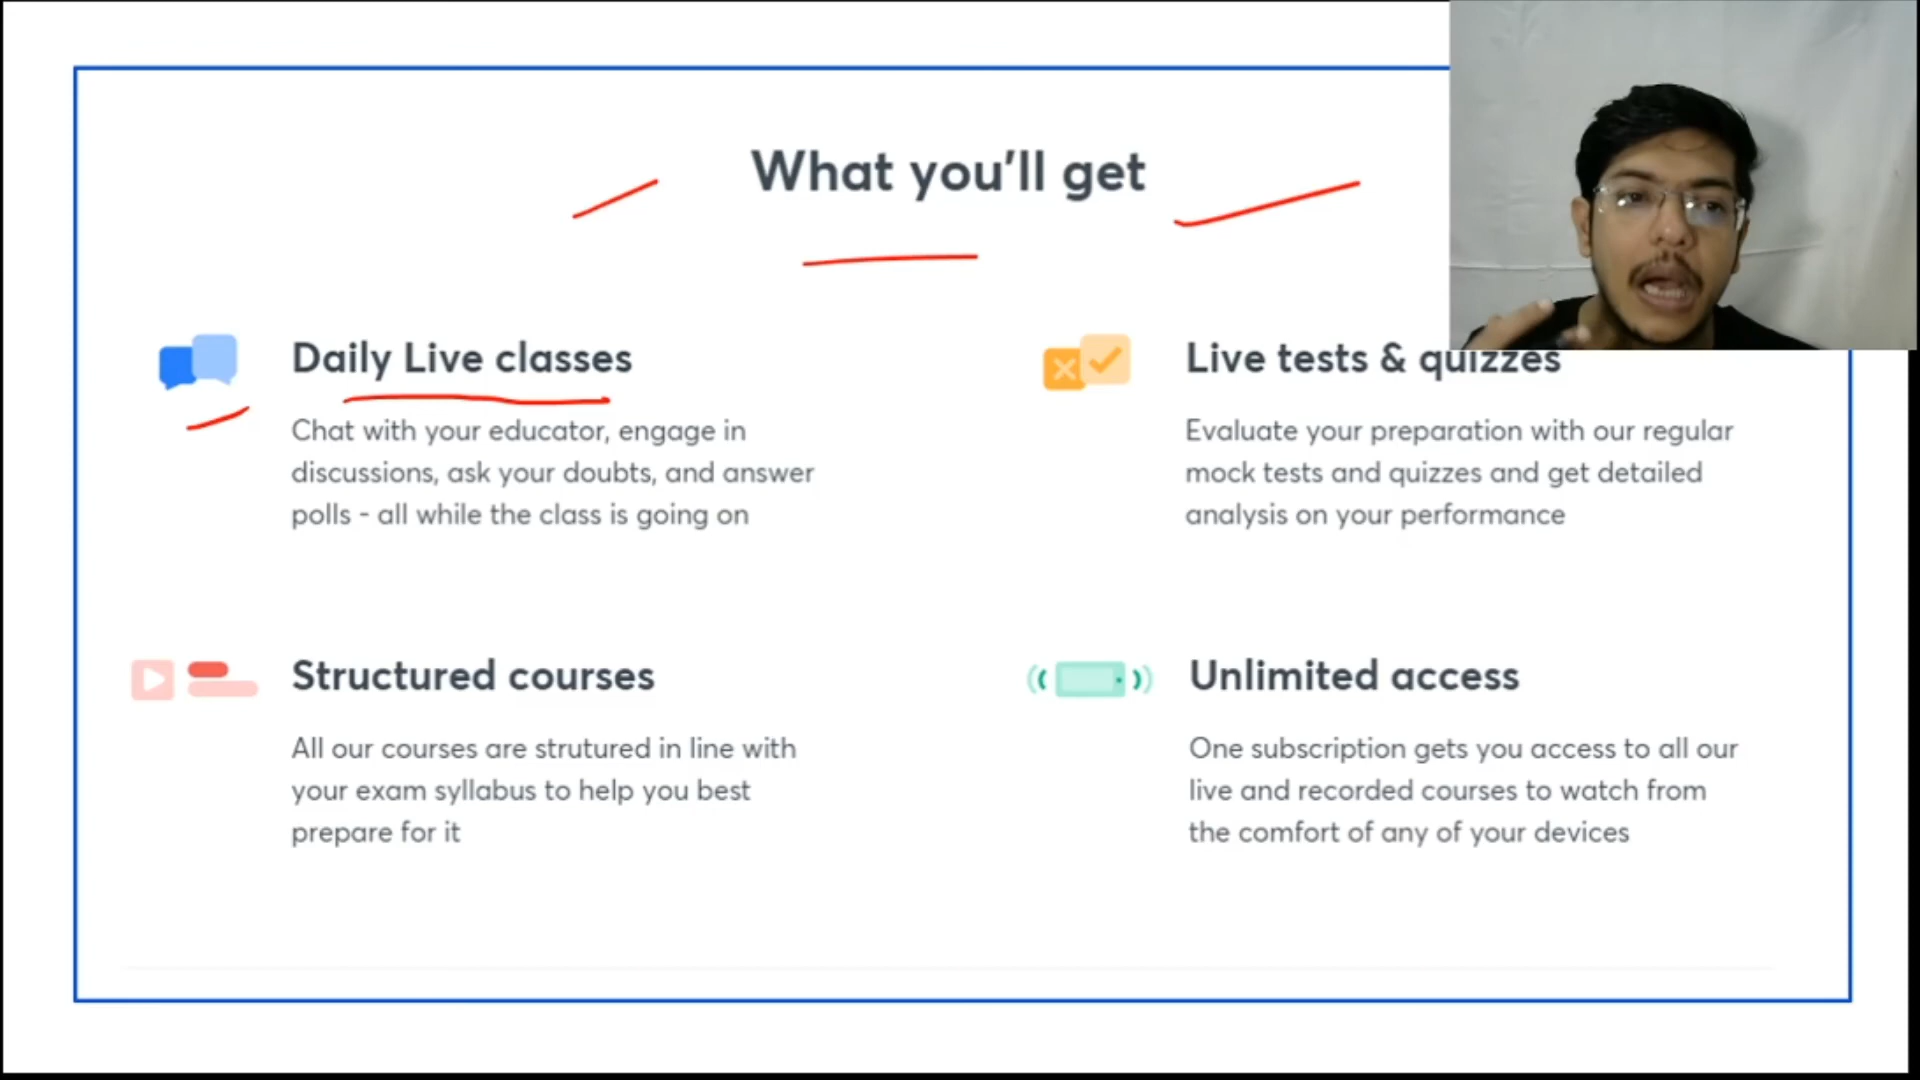 What you'll get
Daily Live classes
Chat with your educator, engage in
discussions, ask your doubts, and answer
polls - all while the class is going on
Live tests & quizzes
Evaluate your preparation with our regular
mock tests and quizzes and get detailed
analysis on your performance
Structured courses
All our courses are strutured in line with
your exam syllabus to help you best
prepare for it
Unlimited access
One subscription gets you access to all our
live and recorded courses to watch from
the comfort of any of your devices